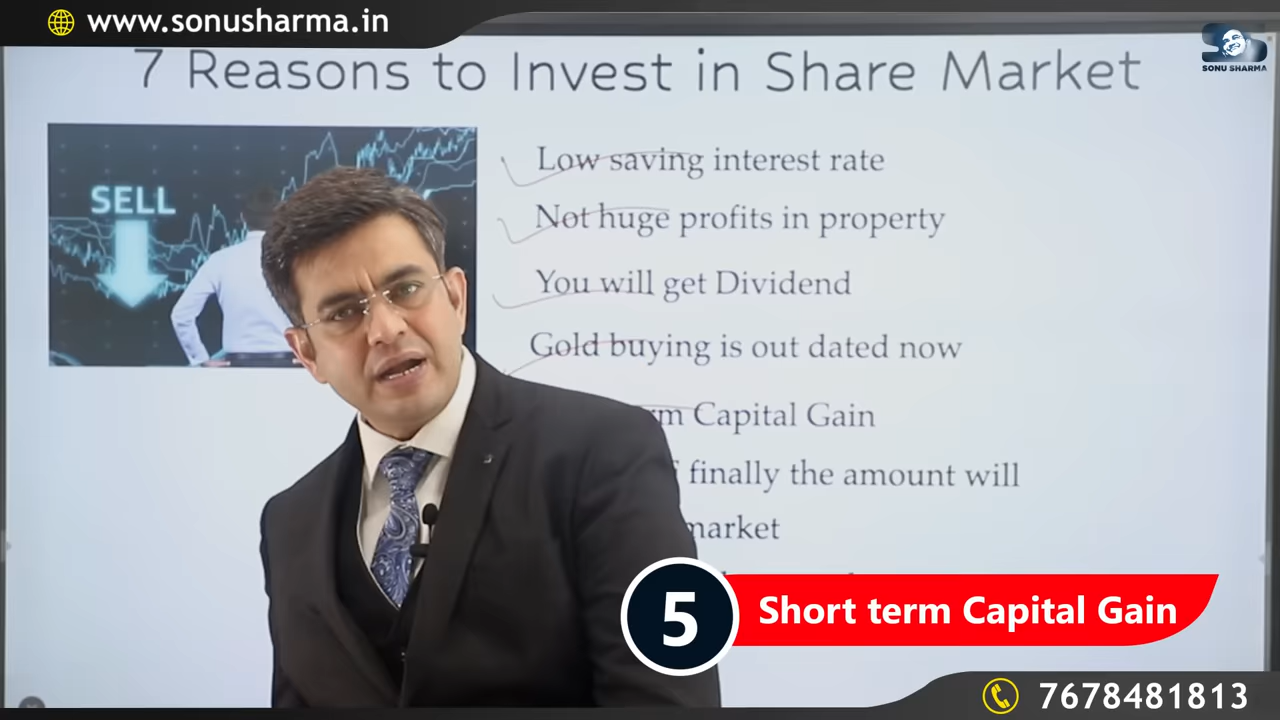 www.sonusharma.in
SONU SHARMA
7 Reasons to Invest in Share Market
SELL
Low saving interest rate
Not huge profits in property
You will get Dividend
Gold buying is out dated now
Capital Gain
finally the amount will
market
5
Short term Capital Gain
7678481813